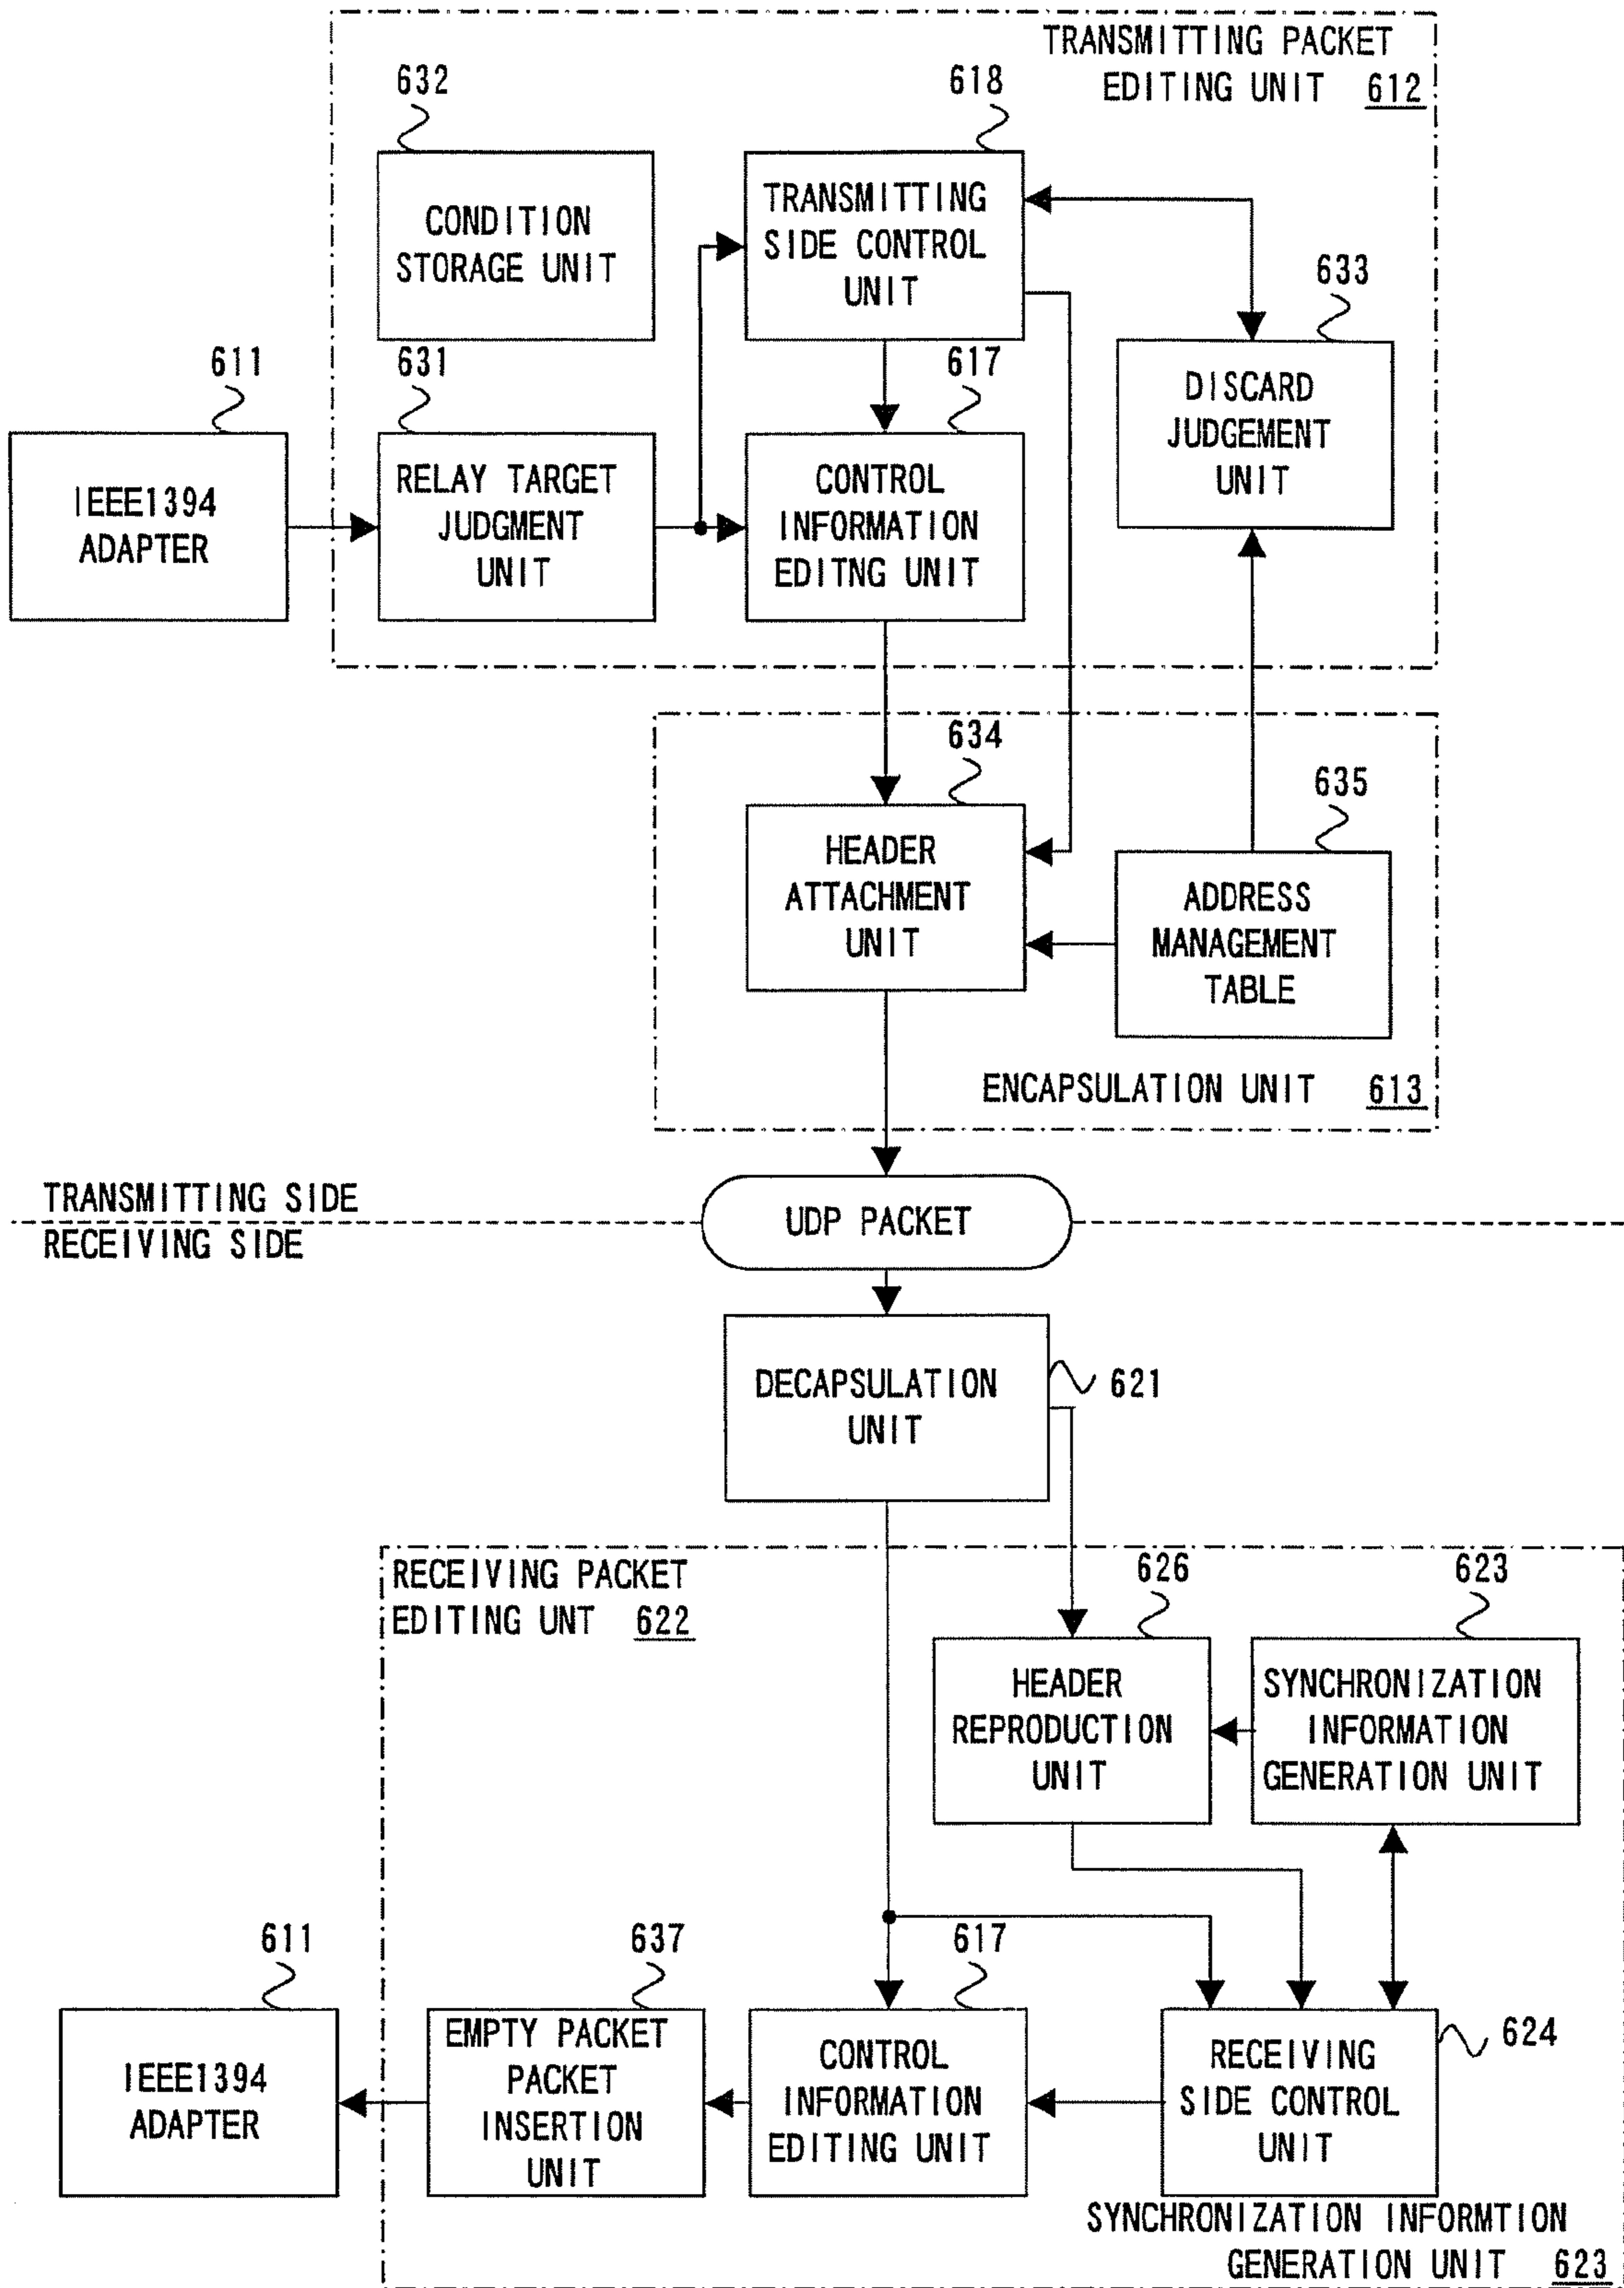 TRANSMITTING PACKET
EDITING UNIT 612
632
618
CONDITION
STORAGE UNIT
TRANSMITTING
SIDE CONTROL
UNIT
633
611
631
617
DISCARD
JUDGEMENT
UNIT
IEEE1394
ADAPTER
RELAY TARGET
JUDGMENT
UNIT
CONTROL
INFORMATION
EDITNG UNIT
634
635
HEADER
ATTACHMENT
UNIT
ADDRESS
MANAGEMENT
TABLE
ENCAPSULATION UNIT 613
TRANSMITTING SIDE
UDP PACKET
RECEIVING SIDE
DECAPSULATION
UNIT
621
RECEIVING PACKET
EDITING UNT 622
626
623
HEADER
REPRODUCTION
UNIT
SYNCHRONIZATION
INFORMATION
GENERATION UNIT
611
637
617
624
IEEE1394
ADAPTER
EMPTY PACKET
PACKET
INSERTION
UNIT
CONTROL
INFORMATION
EDITING UNIT
RECEIVING
SIDE CONTROL
UNIT
SYNCHRONIZATION INFORMTION
GENERATION UNIT 623